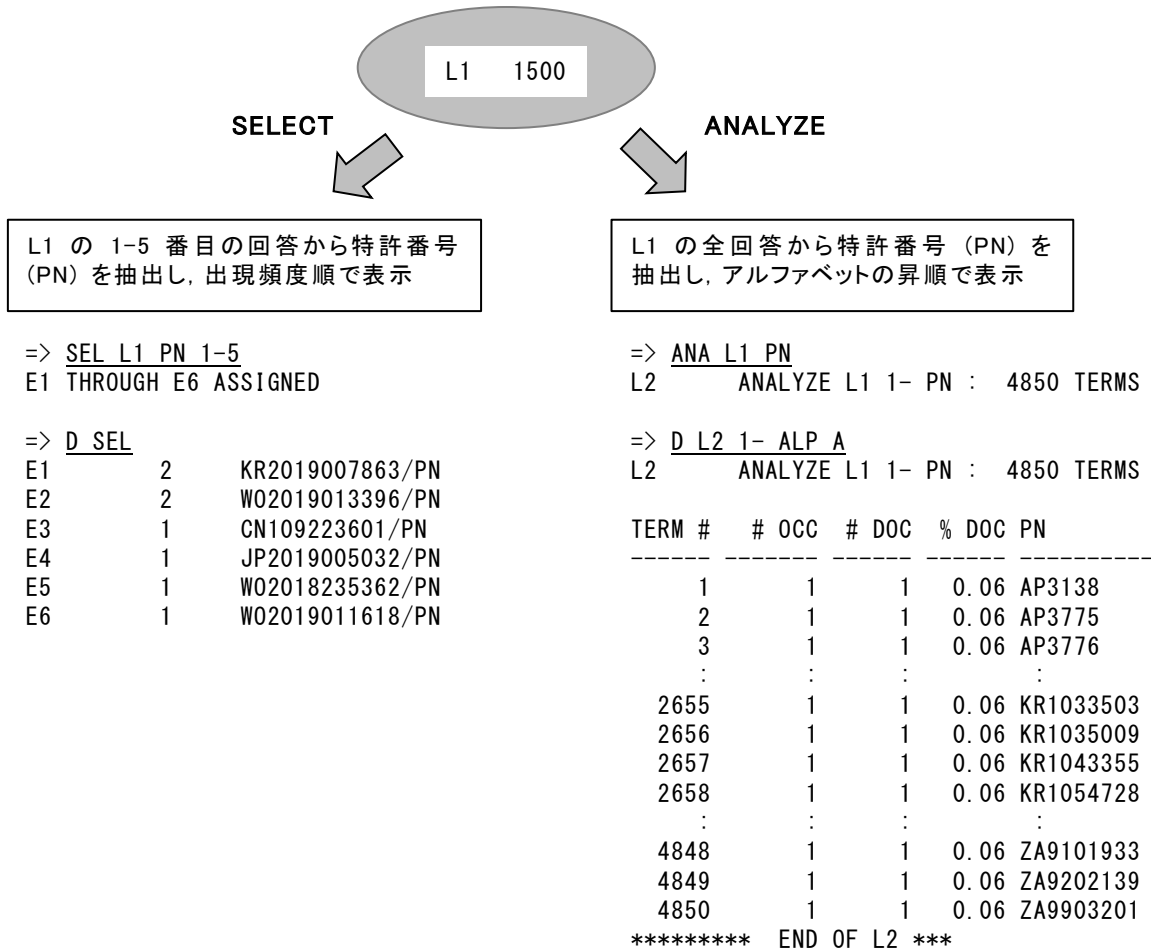 L1 1500
SELECT
ANALYZE
L1 の 1-5 番目の回答から特許番号
(PN) を抽出し, 出現頻度順で表示
=> SEL L1 PN 1-5
E1 THROUGH E6 ASSIGNED
=> D SEL
E1 2 KR2019007863/PN
E2 2 WO2019013396/PN
E3 1 CN109223601/PN
E4 1 JP2019005032/PN
E5 1 WO2018235362/PN
E6 1 WO2019011618/PN
L1 の全回答から特許番号 (PN) を
抽出し, アルファベットの昇順で表示
=> ANA L1 PN
L2 ANALYZE L1 1- PN : 4850 TERMS
=> D L2 1- ALP A
L2 ANALYZE L1 1- PN : 4850 TERMS
TERM # # OCC # DOC % DOC PN
------ ------- ------ ------ ----------
1 1 1 0.06 AP3138
2 1 1 0.06 AP3775
3 1 1 0.06 AP3776
: : : :
2655 1 1 0.06 KR1033503
2656 1 1 0.06 KR1035009
2657 1 1 0.06 KR1043355
2658 1 1 0.06 KR1054728
: : : :
4848 1 1 0.06 ZA9101933
4849 1 1 0.06 ZA9202139
4850 1 1 0.06 ZA9903201
********* END OF L2 ***